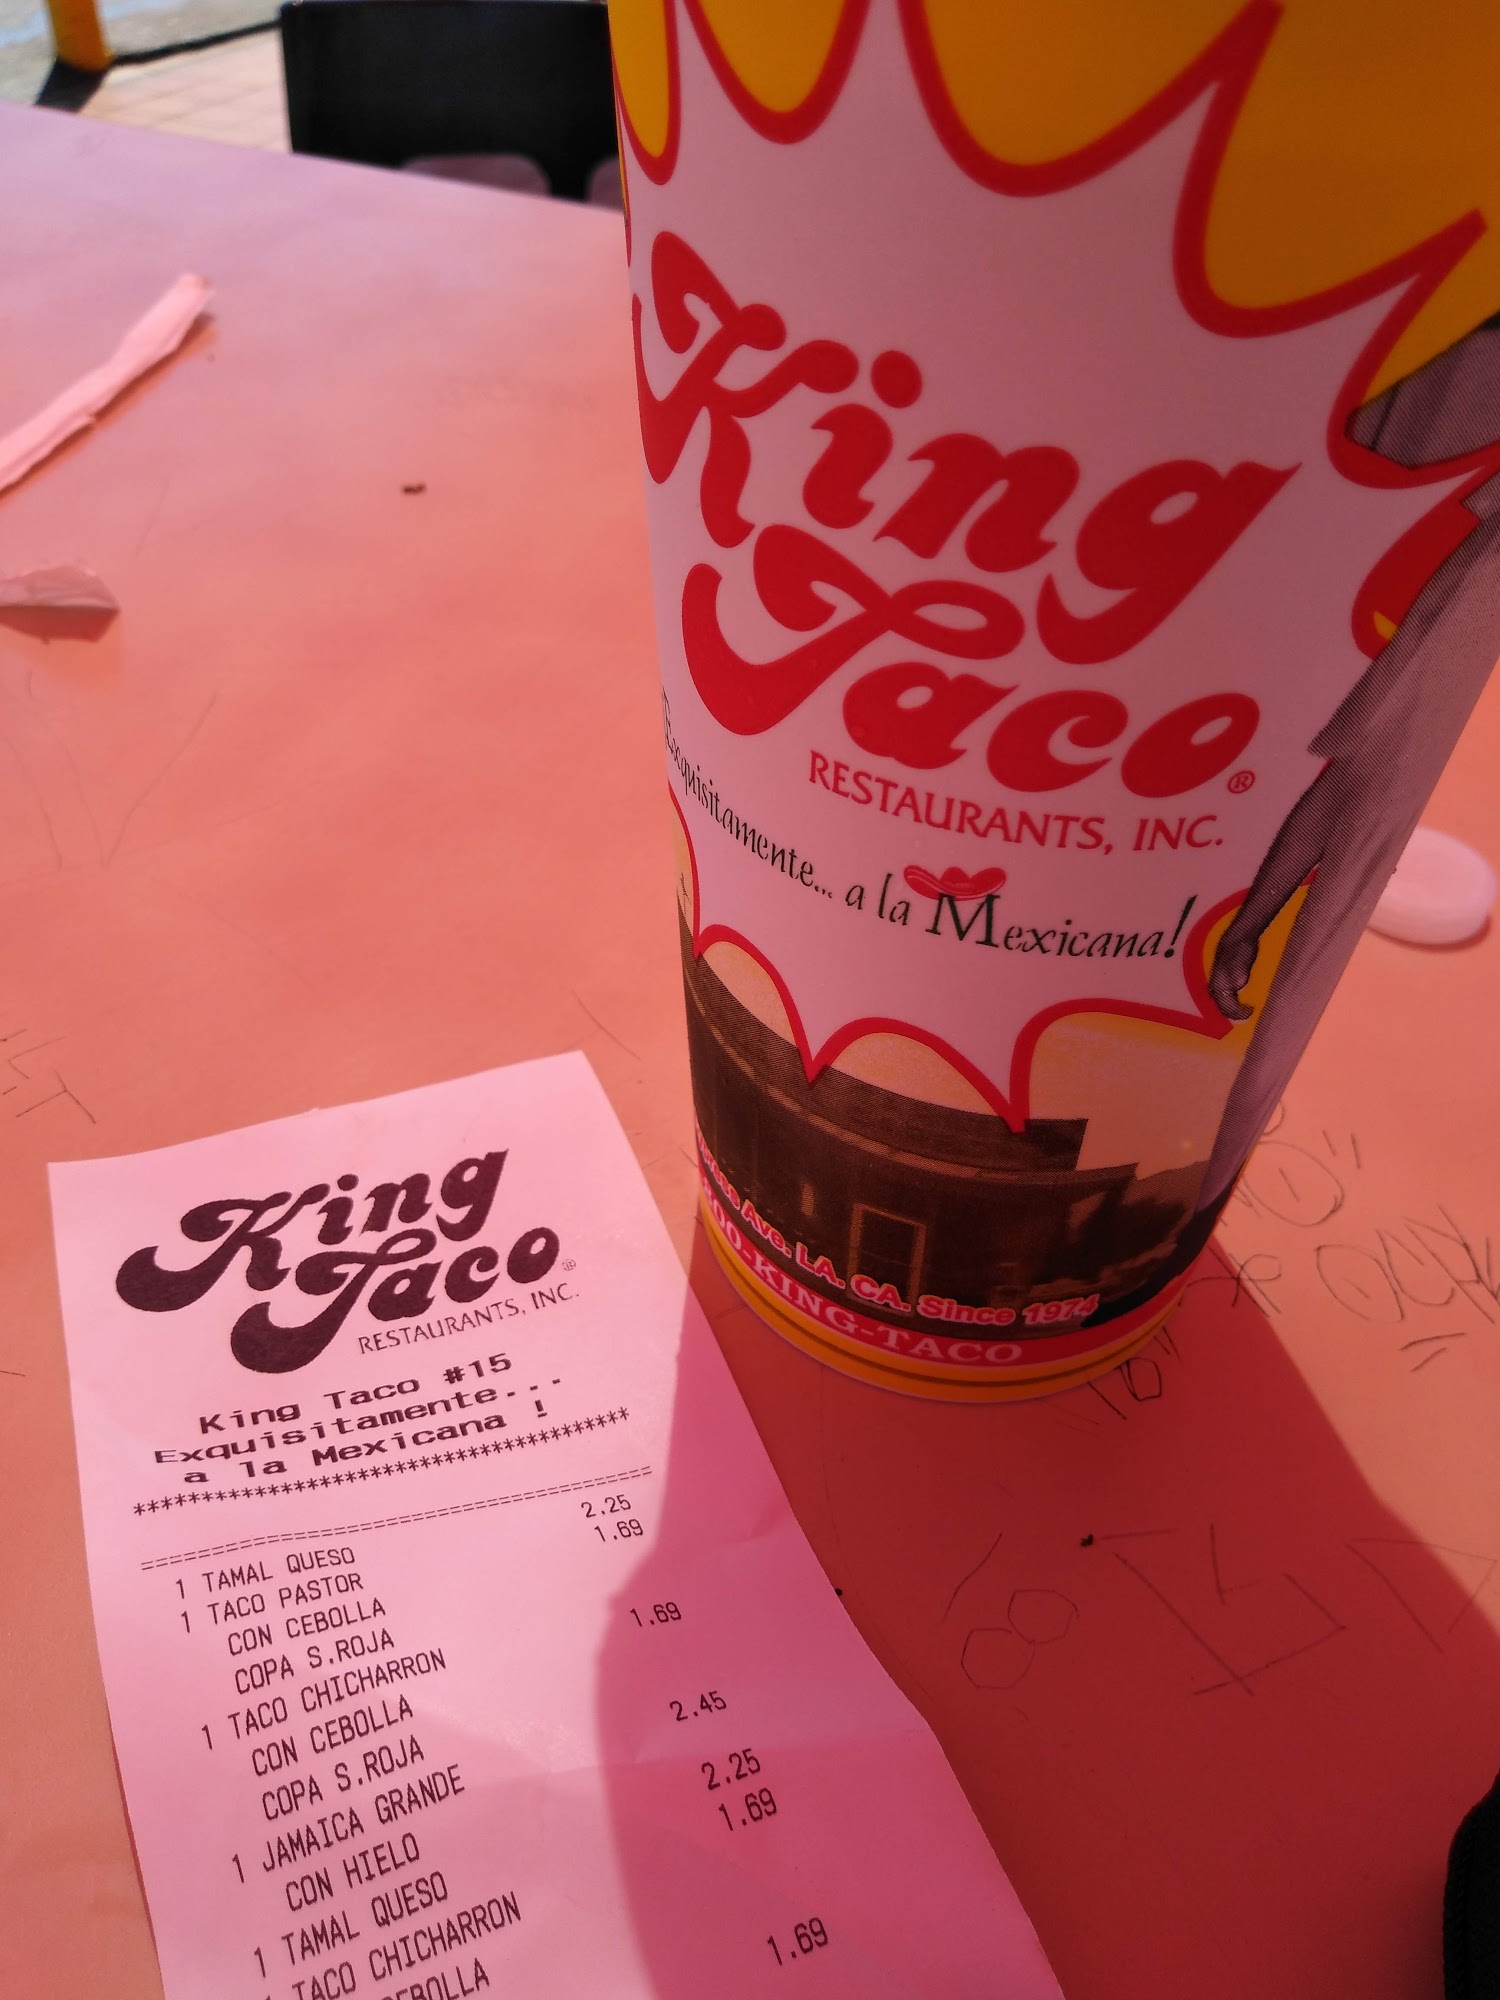 King
Taco®
RESTAURANTS, INC.
Exquisitamente... a la Mexicana!
Ave. LA. CA. Since 1974
00-KING-TACO
King
Taco®
RESTAURANTS, INC.
King Taco #15
Exquisitamente...
a la Mexicana !
**************************************
======================================
1 TAMAL QUESO 2.25
1 TACO PASTOR 1.69
CON CEBOLLA
COPA S.ROJA
1 TACO CHICHARRON 1.69
CON CEBOLLA
COPA S.ROJA
1 JAMAICA GRANDE 2.45
CON HIELO
1 TAMAL QUESO 2.25
1 TACO CHICHARRON 1.69
CEBOLLA
1.69